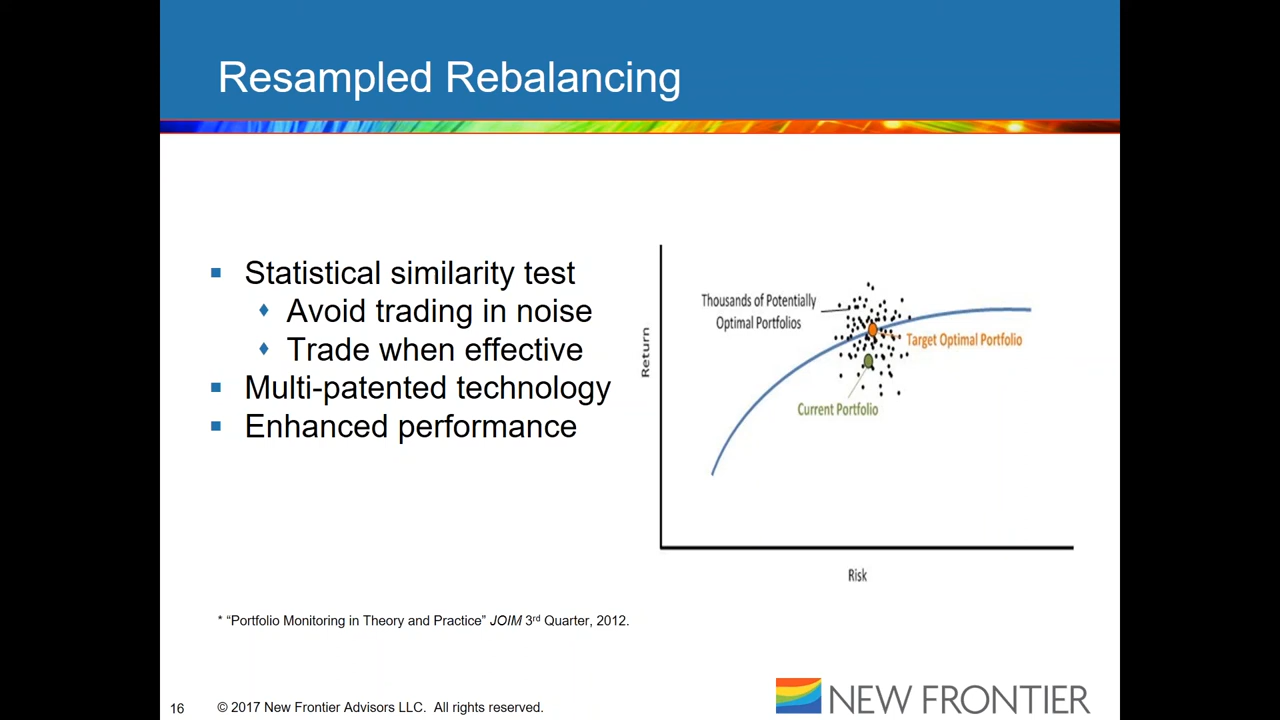 Resampled Rebalancing
Statistical similarity test
Avoid trading in noise
Trade when effective
Multi-patented technology
Enhanced performance
Return
Thousands of Potentially
Optimal Portfolios
Target Optimal Portfolio
Current Portfolio
Risk
* “Portfolio Monitoring in Theory and Practice” JOIM 3rd Quarter, 2012.
16
© 2017 New Frontier Advisors LLC. All rights reserved.
NEW FRONTIER